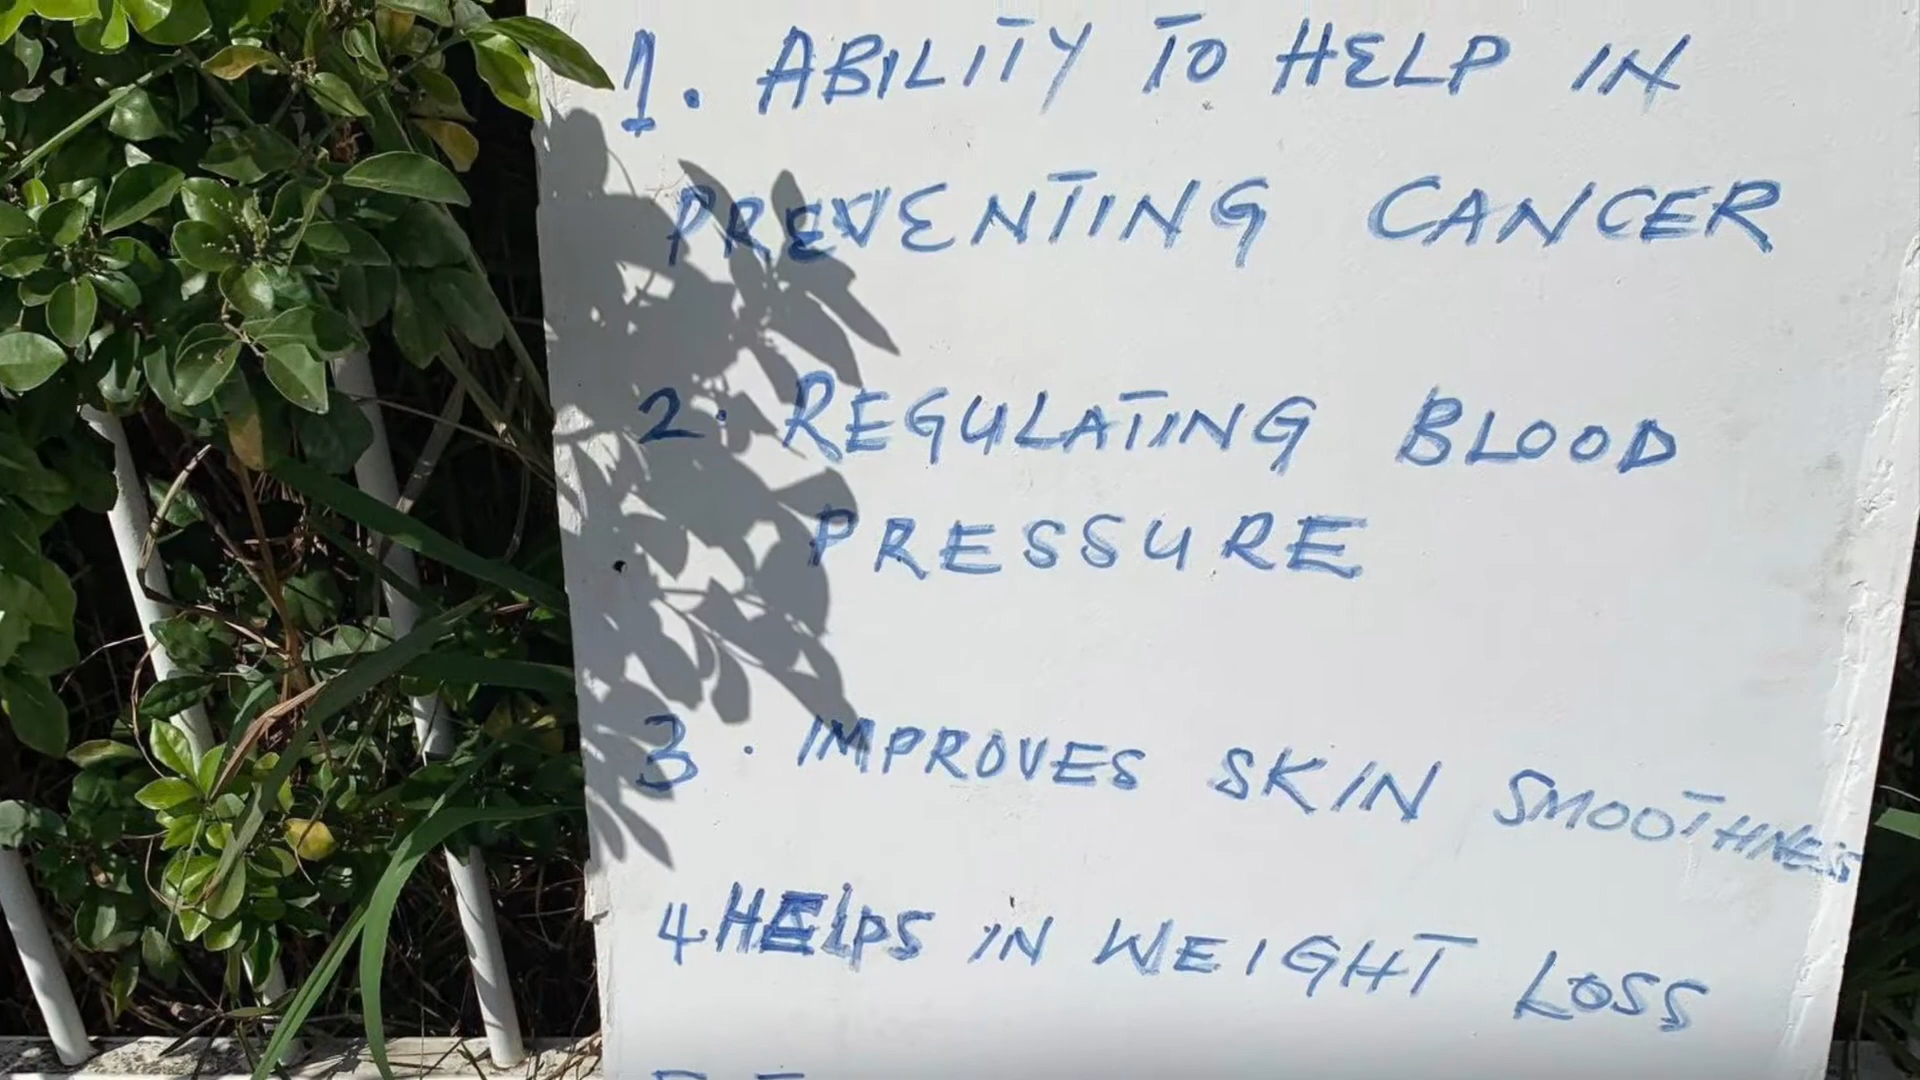 1. ABILITY TO HELP IN
PREVENTING CANCER
2. REGULATING BLOOD
PRESSURE
3. IMPROVES SKIN SMOOTHNES
4. HELPS IN WEIGHT LOSS